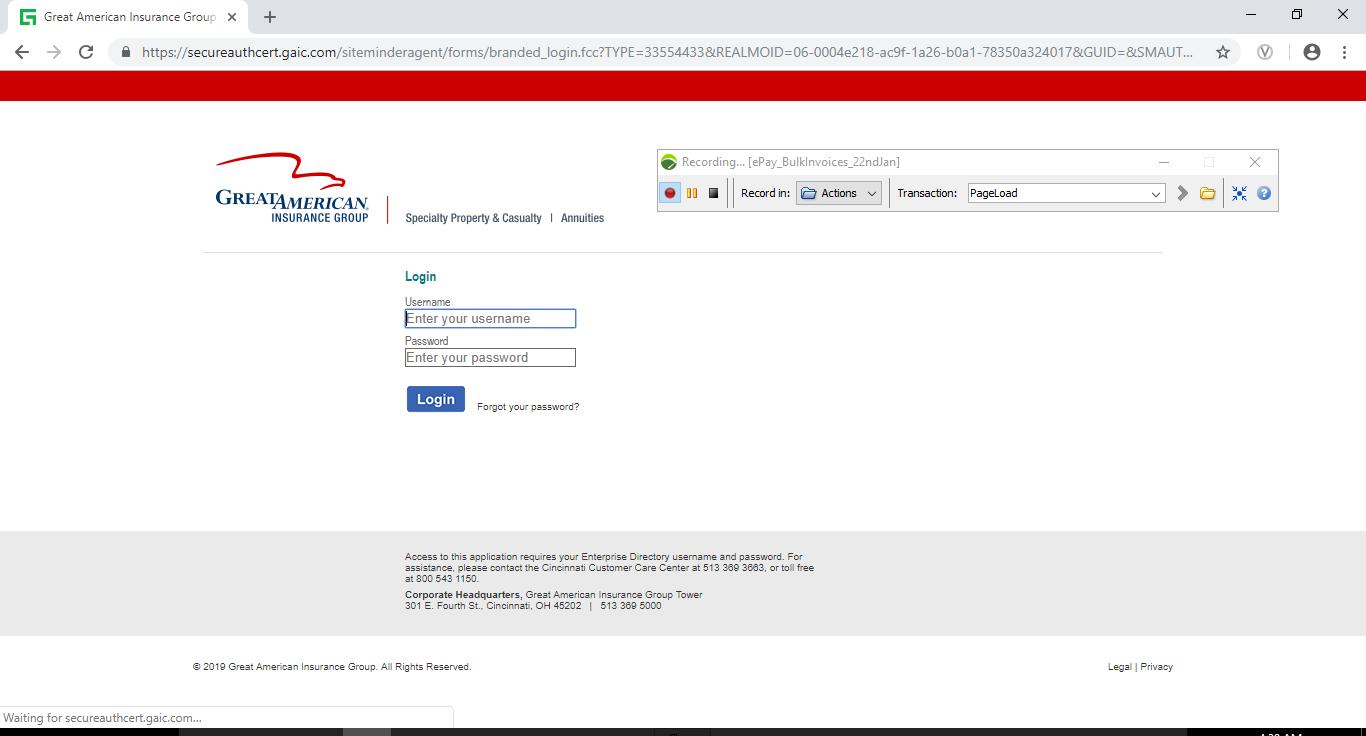 Great American Insurance Group
https://secureauthcert.gaic.com/siteminderagent/forms/branded_login.fcc?TYPE=33554433&REALMOID=06-0004e218-ac9f-1a26-b0a1-78350a324017&GUID=&SMAUT...
GREATAMERICAN®
INSURANCE GROUP
Specialty Property & Casualty | Annuities
Recording... [ePay_BulkInvoices_22ndJan]
Record in: Actions Transaction: PageLoad
Login
Username
Enter your username
Password
Enter your password
Login Forgot your password?
Access to this application requires your Enterprise Directory username and password. For
assistance, please contact the Cincinnati Customer Care Center at 513 369 3663, or toll free
at 800 543 1150.
Corporate Headquarters, Great American Insurance Group Tower
301 E. Fourth St., Cincinnati, OH 45202 | 513 369 5000
© 2019 Great American Insurance Group. All Rights Reserved.
Legal | Privacy
Waiting for secureauthcert.gaic.com...